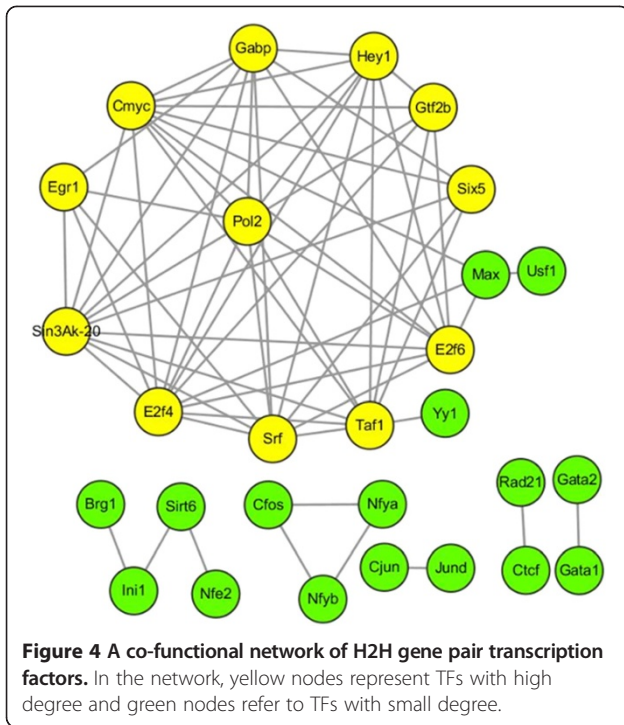 Gabp
Hey1
Cmyc
Gtf2b
Egr1
Six5
Pol2
Max
Usf1
Sin3Ak-20
E2f6
E2f4
Srf
Taf1
Yy1
Brg1
Sirt6
Cfos
Nfya
Rad21
Gata2
Ini1
Nfe2
Nfyb
Cjun
Jund
Ctcf
Gata1
Figure 4 A co-functional network of H2H gene pair transcription
factors. In the network, yellow nodes represent TFs with high
degree and green nodes refer to TFs with small degree.